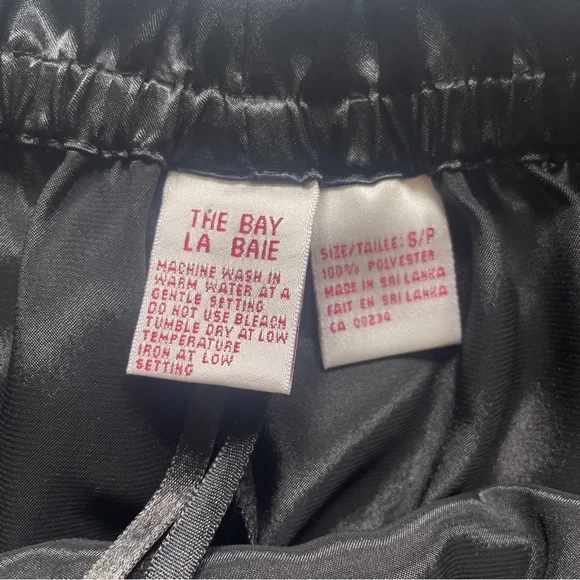 THE BAY
LA BAIE
MACHINE WASH IN
WARM WATER AT A
GENTLE SETTING
DO NOT USE BLEACH
TUMBLE DRY AT LOW
TEMPERATURE
IRON AT LOW
SETTING
SIZE/TAILLE: S/P
100% POLYESTER
MADE IN SRI LANKA
FAIT EN SRI LANKA
CA 00234